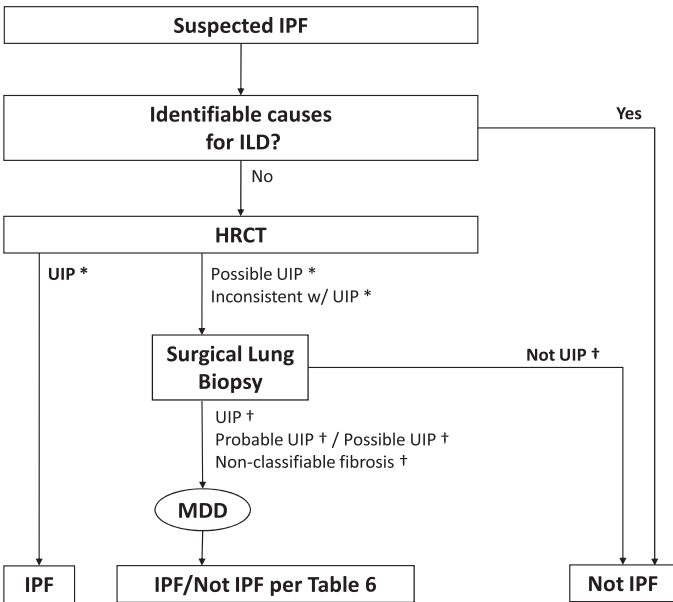 Suspected IPF
Identifiable causes
for ILD?
Yes
No
HRCT
UIP *
Possible UIP *
Inconsistent w/ UIP *
Surgical Lung
Biopsy
Not UIP †
UIP †
Probable UIP † / Possible UIP †
Non-classifiable fibrosis †
MDD
IPF
IPF/Not IPF per Table 6
Not IPF